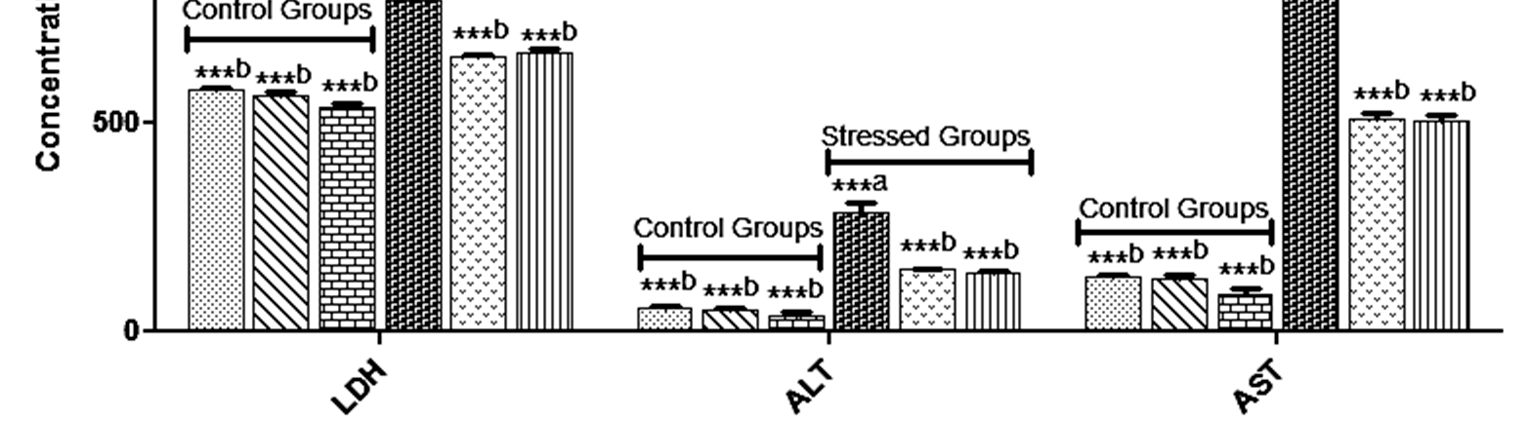 Control Groups
Concentrat
***b ***b
***b ***b ***b
500
***b ***b
Stressed Groups
***a
Control Groups
Control Groups
***b ***b
***b ***b ***b
***b ***b ***b
0
LDH
ALT
AST